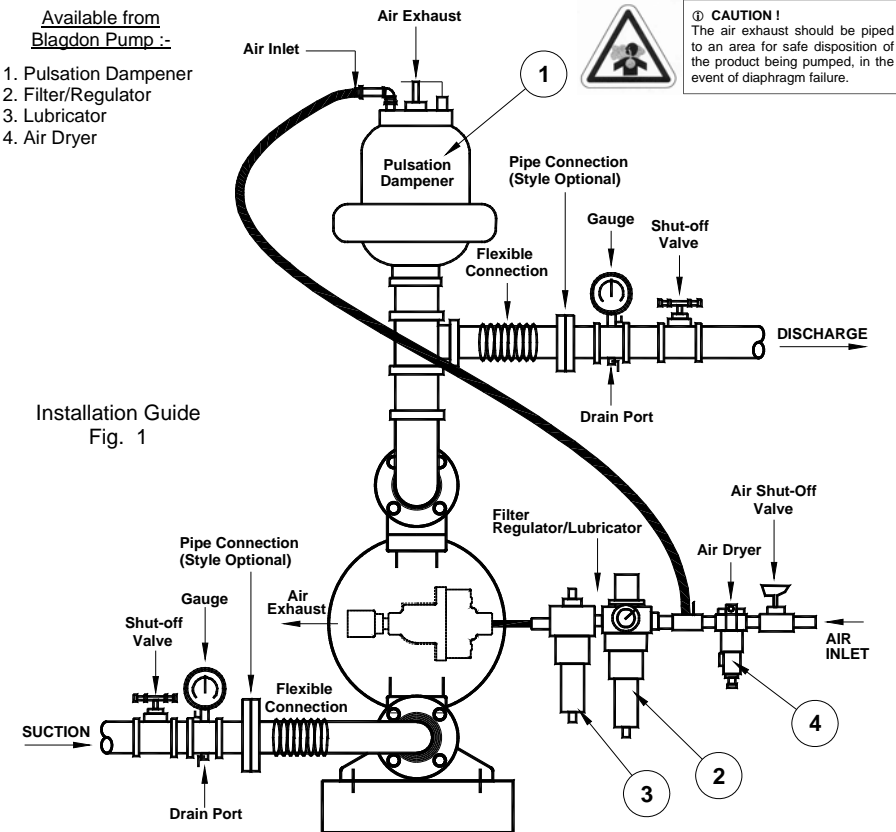 Available from
Blagdon Pump :-
1. Pulsation Dampener
2. Filter/Regulator
3. Lubricator
4. Air Dryer
Air Exhaust
Air Inlet
1
ⓘ CAUTION !
The air exhaust should be piped
to an area for safe disposition of
the product being pumped, in the
event of diaphragm failure.
Pulsation
Dampener
Pipe Connection
(Style Optional)
Gauge
Shut-off
Valve
Flexible
Connection
DISCHARGE
Drain Port
Installation Guide
Fig. 1
Filter
Regulator/Lubricator
Air Shut-Off
Valve
Air Dryer
AIR
INLET
Pipe Connection
(Style Optional)
Air
Exhaust
Gauge
Shut-off
Valve
Flexible
Connection
SUCTION
Drain Port
4
2
3